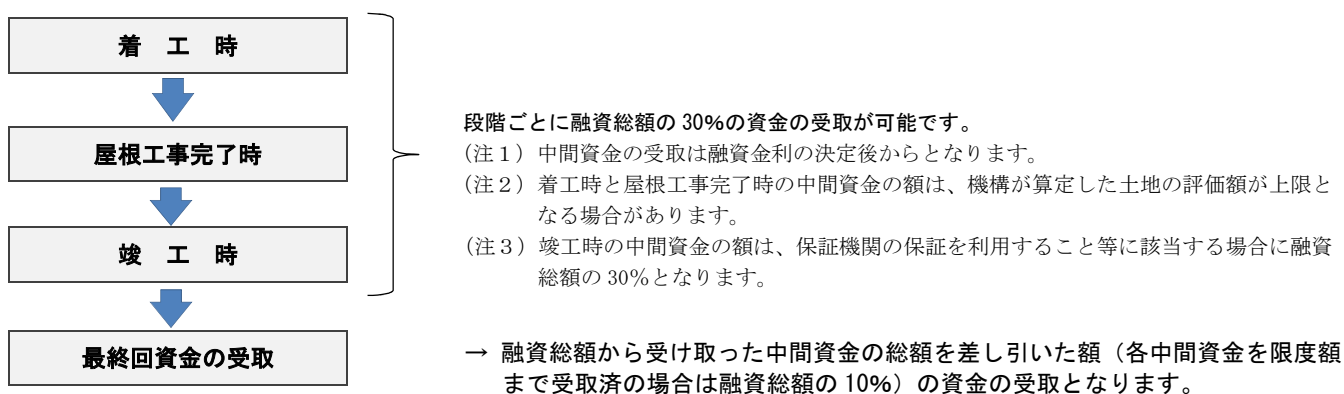 着 工 時
屋根工事完了時
竣 工 時
最終回資金の受取
段階ごとに融資総額の 30%の資金の受取が可能です。
(注1)中間資金の受取は融資金利の決定後からとなります。
(注2)着工時と屋根工事完了時の中間資金の額は、機構が算定した土地の評価額が上限と
なる場合があります。
(注3)竣工時の中間資金の額は、保証機関の保証を利用すること等に該当する場合に融資
総額の 30%となります。
→ 融資総額から受け取った中間資金の総額を差し引いた額(各中間資金を限度額
まで受取済の場合は融資総額の 10%)の資金の受取となります。